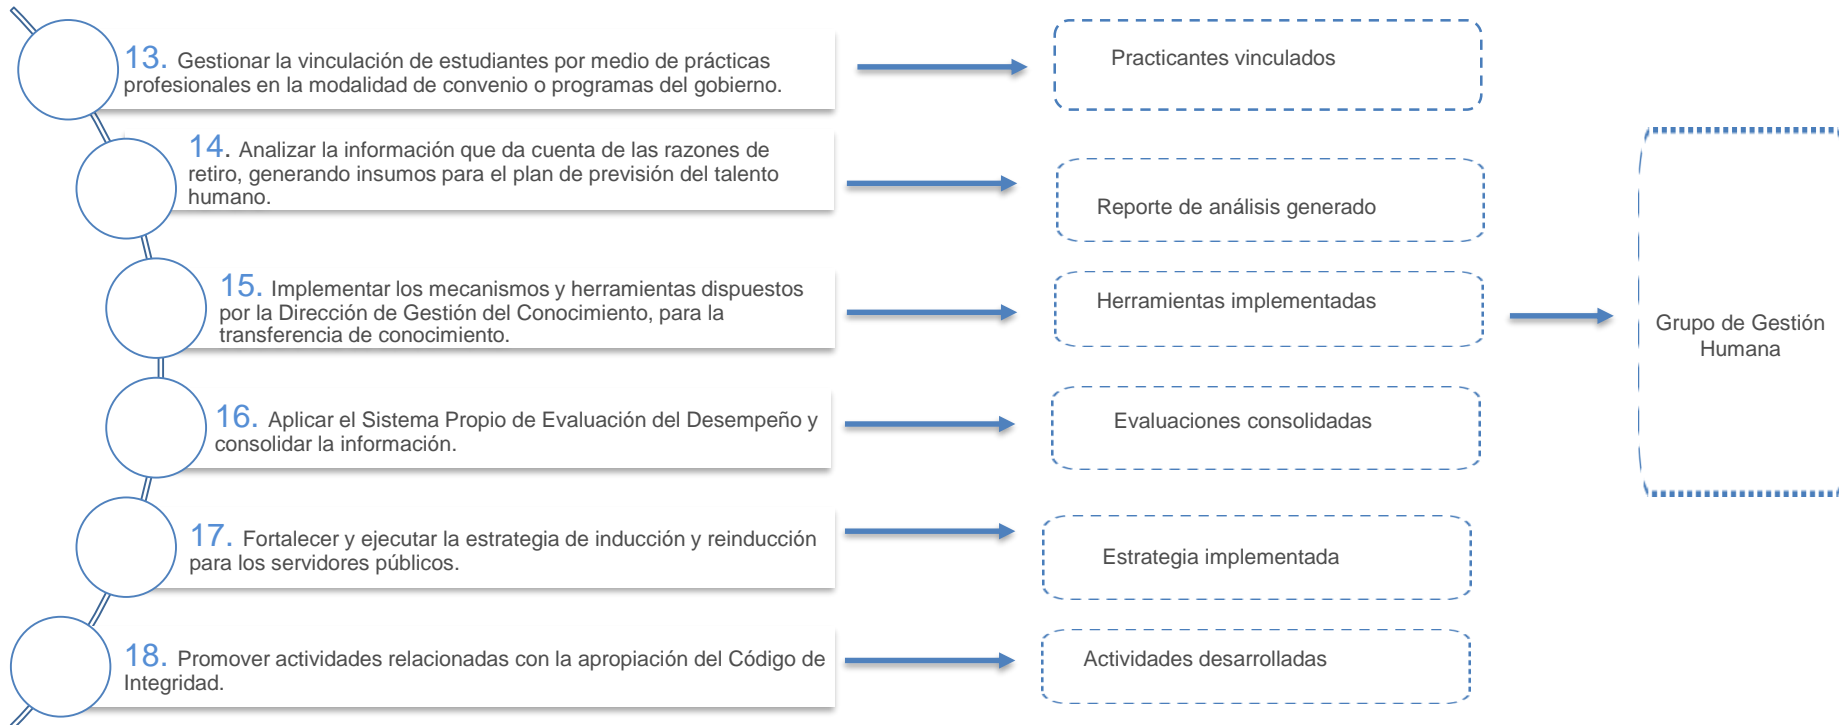 13. Gestionar la vinculación de estudiantes por medio de prácticas
profesionales en la modalidad de convenio o programas del gobierno.
Practicantes vinculados
14. Analizar la información que da cuenta de las razones de
retiro, generando insumos para el plan de previsión del talento
humano.
Reporte de análisis generado
15. Implementar los mecanismos y herramientas dispuestos
por la Dirección de Gestión del Conocimiento, para la
transferencia de conocimiento.
Herramientas implementadas
Grupo de Gestión
Humana
16. Aplicar el Sistema Propio de Evaluación del Desempeño y
consolidar la información.
Evaluaciones consolidadas
17. Fortalecer y ejecutar la estrategia de inducción y reinducción
para los servidores públicos.
Estrategia implementada
18. Promover actividades relacionadas con la apropiación del Código de
Integridad.
Actividades desarrolladas